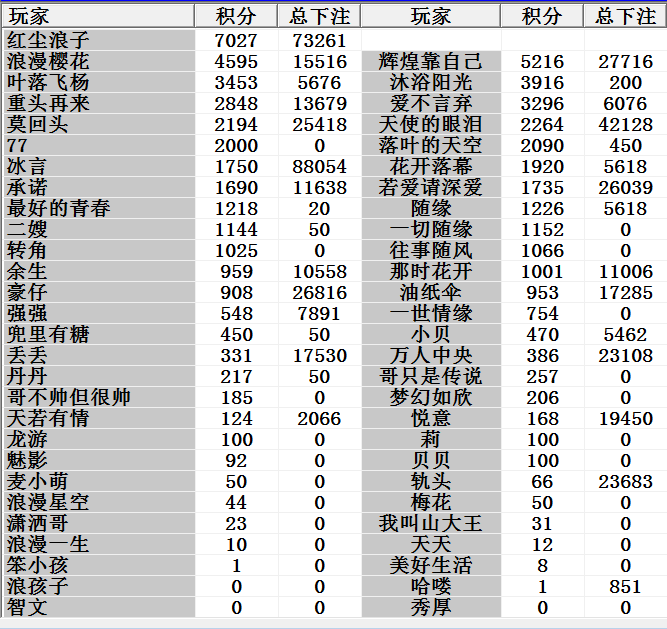 玩家 积分 总下注 玩家 积分 总下注
红尘浪子 7027 73261
浪漫樱花 4595 15516 辉煌靠自己 5216 27716
叶落飞杨 3453 5676 沐浴阳光 3916 200
重头再来 2848 13679 爱不言弃 3296 6076
莫回头 2194 25418 天使的眼泪 2264 42128
77 2000 0 落叶的天空 2090 450
冰言 1750 88054 花开落幕 1920 5618
承诺 1690 11638 若爱请深爱 1735 26039
最好的青春 1218 20 随缘 1226 5618
二嫂 1144 50 一切随缘 1152 0
转角 1025 0 往事随风 1066 0
余生 959 10558 那时花开 1001 11006
豪仔 908 26816 油纸伞 953 17285
强强 548 7891 一世情缘 754 0
兜里有糖 450 50 小贝 470 5462
丢丢 331 17530 万人中央 386 23108
丹丹 217 50 哥只是传说 257 0
哥不帅但很帅 185 0 梦幻如欣 206 0
天若有情 124 2066 悦意 168 19450
龙游 100 0 莉 100 0
魅影 92 0 贝贝 100 0
麦小萌 50 0 轨头 66 23683
浪漫星空 44 0 梅花 50 0
潇洒哥 23 0 我叫山大王 31 0
浪漫一生 10 0 天天 12 0
笨小孩 1 0 美好生活 8 0
浪孩子 0 0 哈喽 1 851
智文 0 0 秀厚 0 0